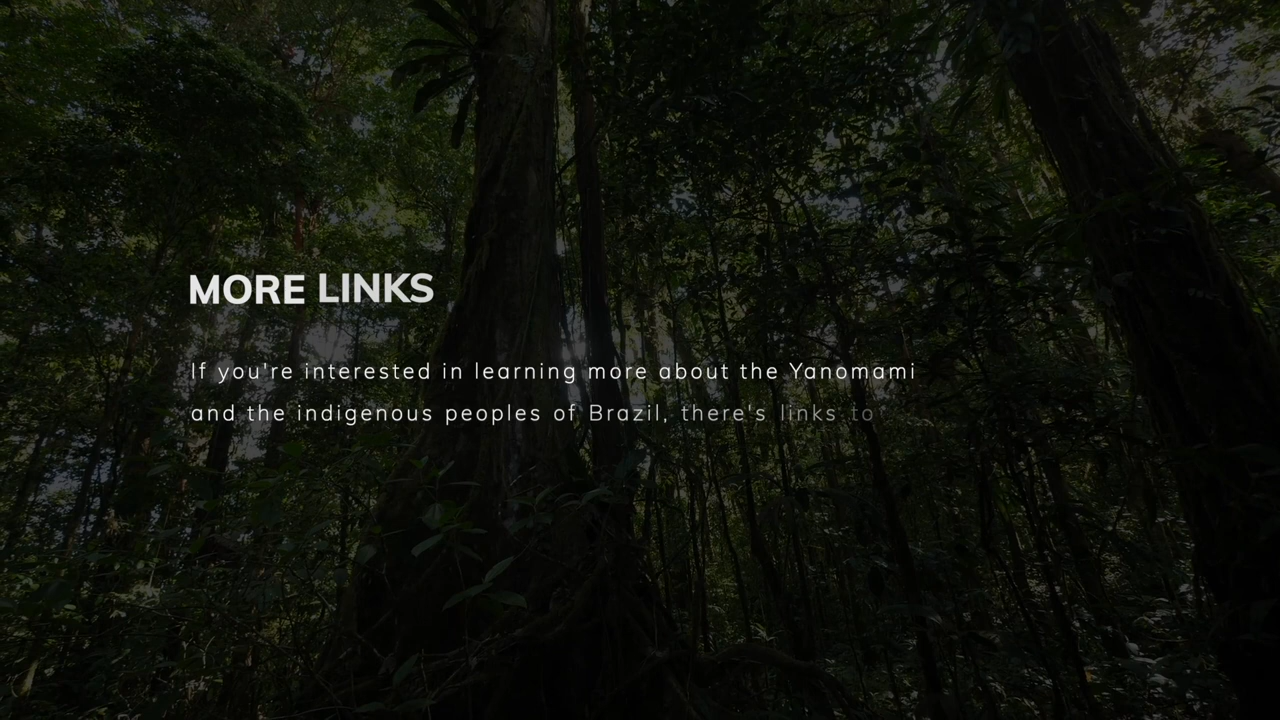 MORE LINKS
If you're interested in learning more about the Yanomami
and the indigenous peoples of Brazil, there's links to